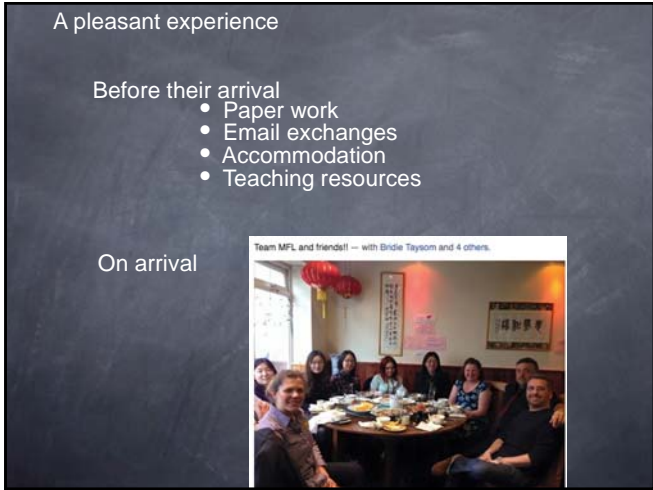 A pleasant experience
Before their arrival
• Paper work
• Email exchanges
• Accommodation
• Teaching resources
On arrival
Team MFL and friends!! — with Bridie Taysom and 4 others.